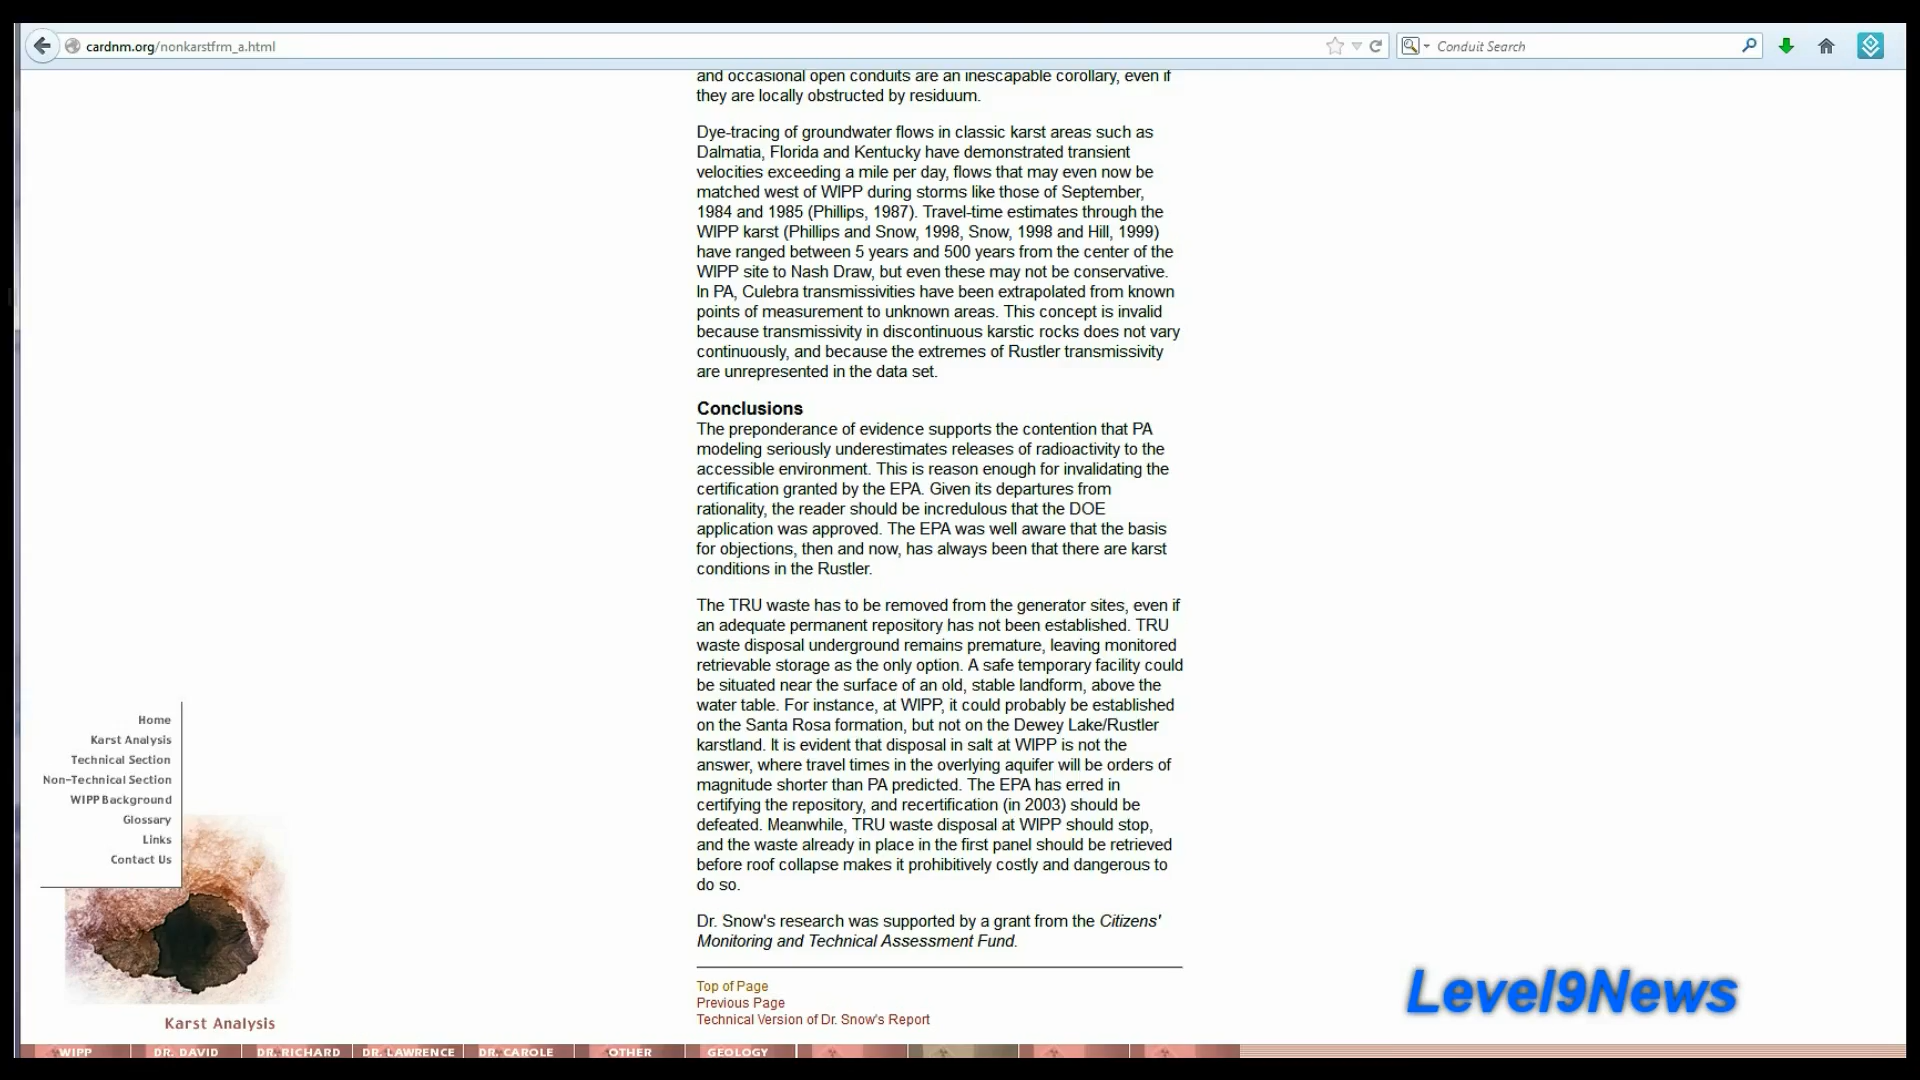 cardnm.org/nonkarstfrm_a.html
Conduit Search
and occasional open conduits are an inescapable corollary, even if
they are locally obstructed by residuum.
Dye-tracing of groundwater flows in classic karst areas such as
Dalmatia, Florida and Kentucky have demonstrated transient
velocities exceeding a mile per day, flows that may even now be
matched west of WIPP during storms like those of September,
1984 and 1985 (Phillips, 1987). Travel-time estimates through the
WIPP karst (Phillips and Snow, 1998, Snow, 1998 and Hill, 1999)
have ranged between 5 years and 500 years from the center of the
WIPP site to Nash Draw, but even these may not be conservative.
In PA, Culebra transmissivities have been extrapolated from known
points of measurement to unknown areas. This concept is invalid
because transmissivity in discontinuous karstic rocks does not vary
continuously, and because the extremes of Rustler transmissivity
are unrepresented in the data set.
Conclusions
The preponderance of evidence supports the contention that PA
modeling seriously underestimates releases of radioactivity to the
accessible environment. This is reason enough for invalidating the
certification granted by the EPA. Given its departures from
rationality, the reader should be incredulous that the DOE
application was approved. The EPA was well aware that the basis
for objections, then and now, has always been that there are karst
conditions in the Rustler.
The TRU waste has to be removed from the generator sites, even if
an adequate permanent repository has not been established. TRU
waste disposal underground remains premature, leaving monitored
retrievable storage as the only option. A safe temporary facility could
be situated near the surface of an old, stable landform, above the
water table. For instance, at WIPP, it could probably be established
on the Santa Rosa formation, but not on the Dewey Lake/Rustler
karstland. It is evident that disposal in salt at WIPP is not the
answer, where travel times in the overlying aquifer will be orders of
magnitude shorter than PA predicted. The EPA has erred in
certifying the repository, and recertification (in 2003) should be
defeated. Meanwhile, TRU waste disposal at WIPP should stop,
and the waste already in place in the first panel should be retrieved
before roof collapse makes it prohibitively costly and dangerous to
do so.
Dr. Snow's research was supported by a grant from the Citizens'
Monitoring and Technical Assessment Fund.
Top of Page
Previous Page
Technical Version of Dr. Snow's Report
Home
Karst Analysis
Technical Section
Non-Technical Section
WIPP Background
Glossary
Links
Contact Us
Karst Analysis
Level9News
WIPP
DR. DAVID
DR. RICHARD
DR. LAWRENCE
DR. CAROLE
OTHER
GEOLOGY